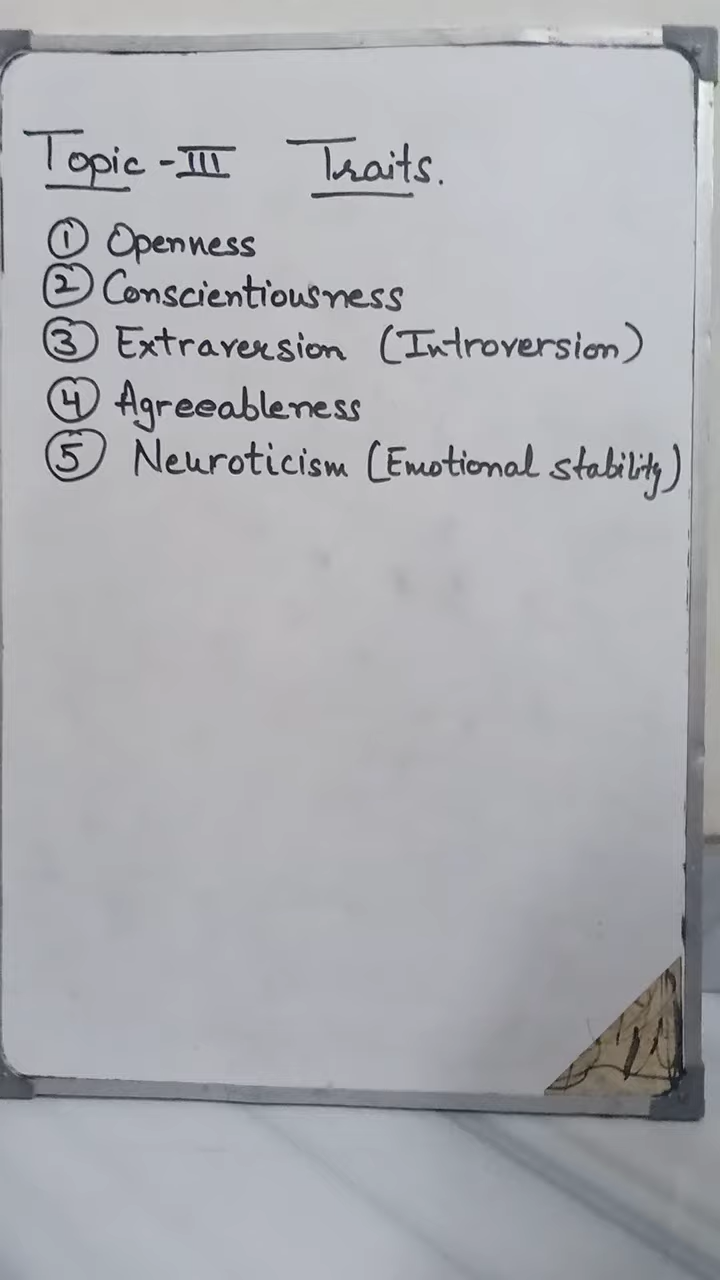 Topic - III Traits.
① Openness
② Conscientiousness
③ Extraversion (Introversion)
④ Agreeableness
⑤ Neuroticism (Emotional stability)